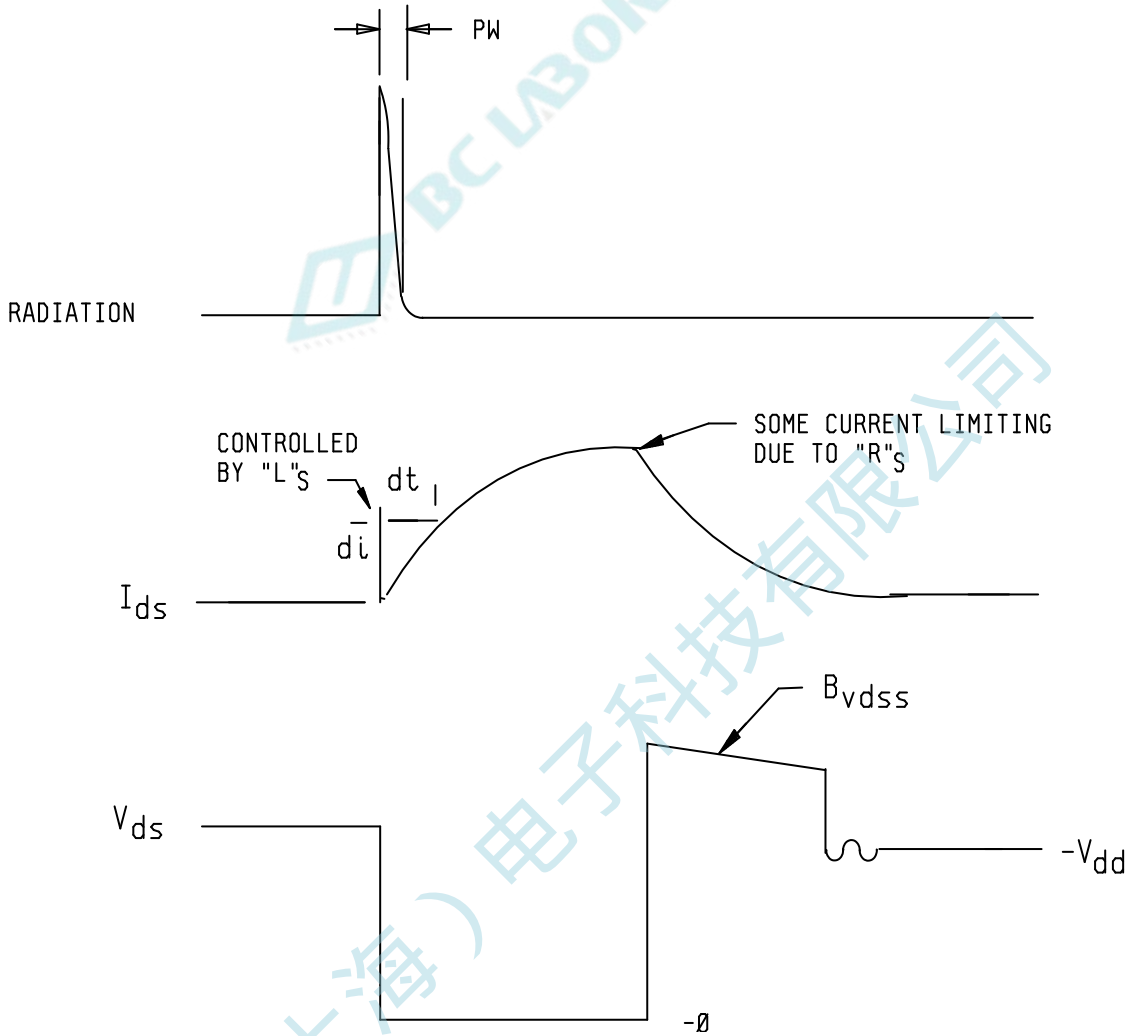 PW
BC LABOR
RADIATION
CONTROLLED
BY "L"S
SOME CURRENT LIMITING
DUE TO "R"S
dt
di
Ids
Bvdss
Vds
-Vdd
-Ø
海）电子科技有限公司